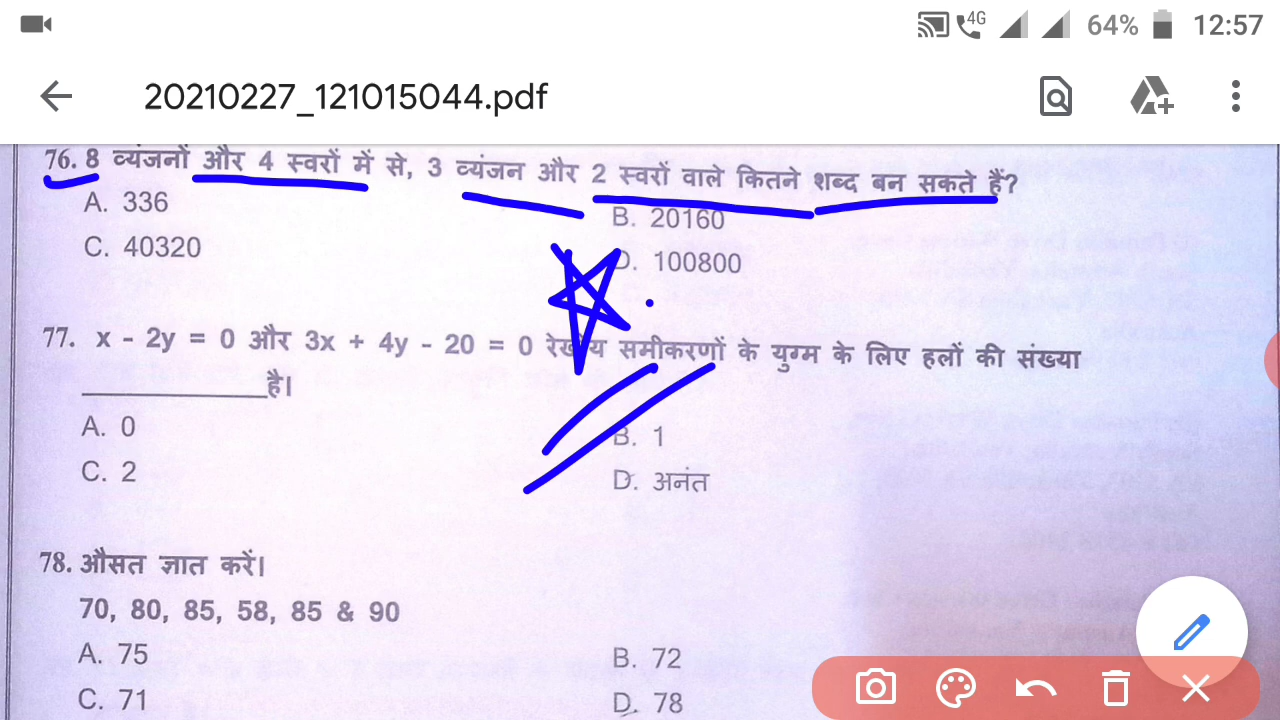 4G 64% 12:57
20210227_121015044.pdf
76. 8 व्यंजनों और 4 स्वरों में से, 3 व्यंजन और 2 स्वरों वाले कितने शब्द बन सकते हैं?
A. 336 B. 20160
C. 40320 D. 100800
77. x - 2y = 0 और 3x + 4y - 20 = 0 रेखीय समीकरणों के युग्म के लिए हलों की संख्या
____________है।
A. 0 B. 1
C. 2 D. अनंत
78. औसत ज्ञात करें।
70, 80, 85, 58, 85 & 90
A. 75 B. 72
C. 71 D. 78